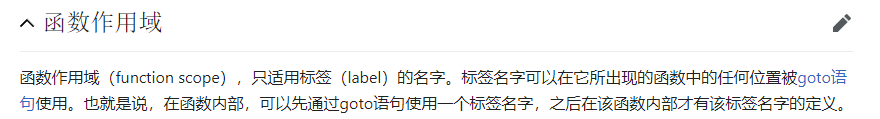 函数作用域
函数作用域（function scope），只适用标签（label）的名字。标签名字可以在它所出现的函数中的任何位置被goto语
句使用。也就是说，在函数内部，可以先通过goto语句使用一个标签名字，之后在该函数内部才有该标签名字的定义。